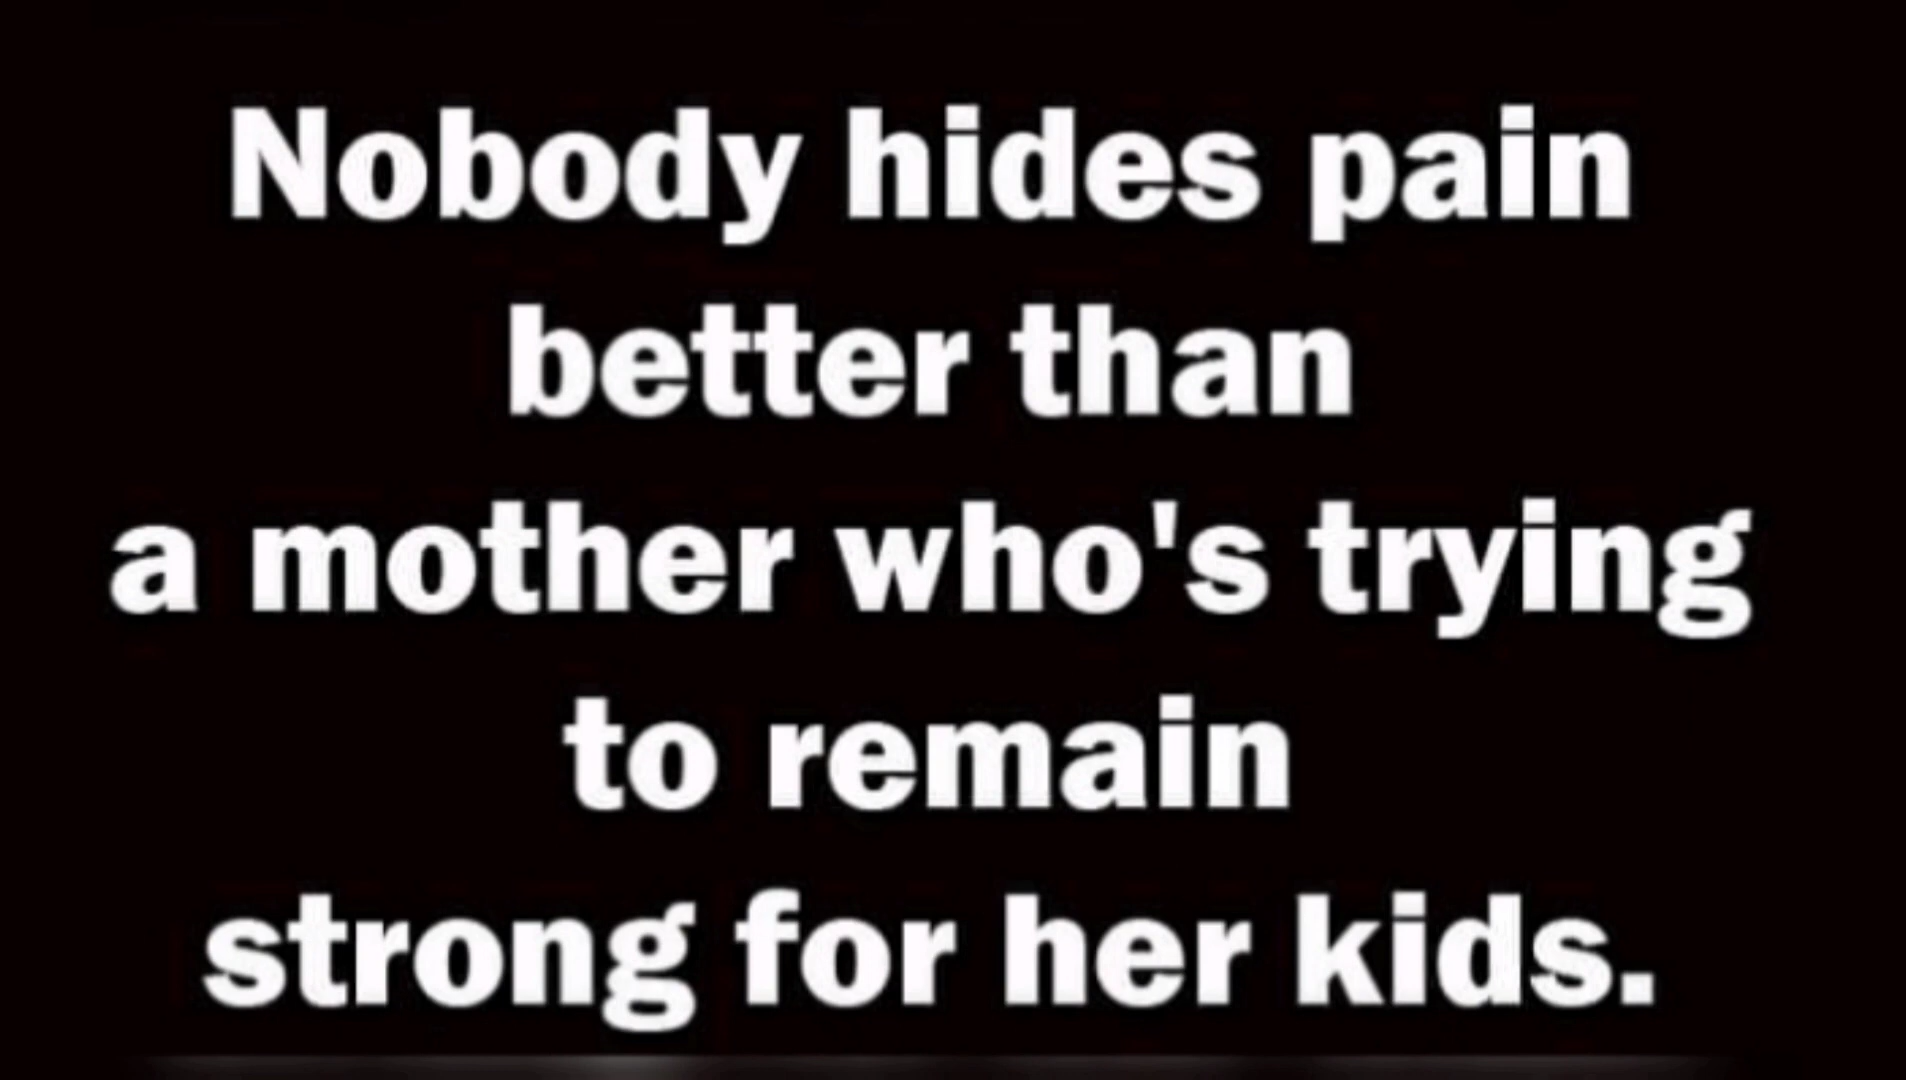 Nobody hides pain
better than
a mother who's trying
to remain
strong for her kids.